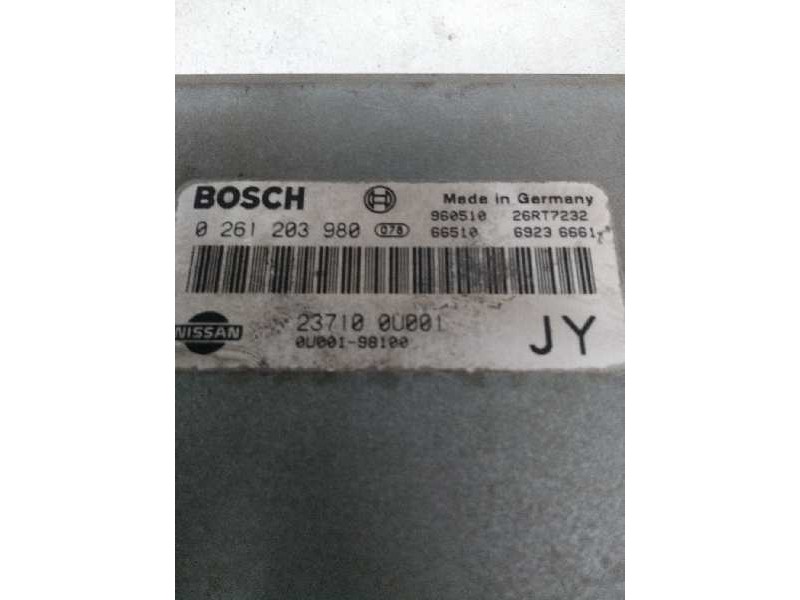 BOSCH Made in Germany
960510 26RT7232
0 261 203 980 078 66510 6923 6661
NISSAN 23710 0U001 JY
0U001-98100